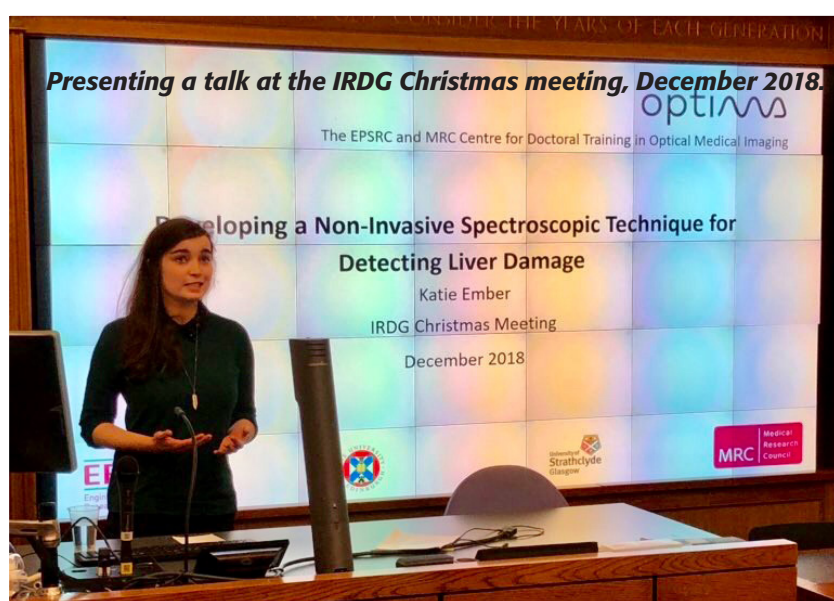 CONSIDER THE YEARS OF EACH GENERATION
Presenting a talk at the IRDG Christmas meeting, December 2018.
optima
The EPSRC and MRC Centre for Doctoral Training in Optical Medical Imaging
eloping a Non-Invasive Spectroscopic Technique for
Detecting Liver Damage
Katie Ember
IRDG Christmas Meeting
December 2018
University of
Strathclyde
Glasgow
MRC
Medical
Research
Council